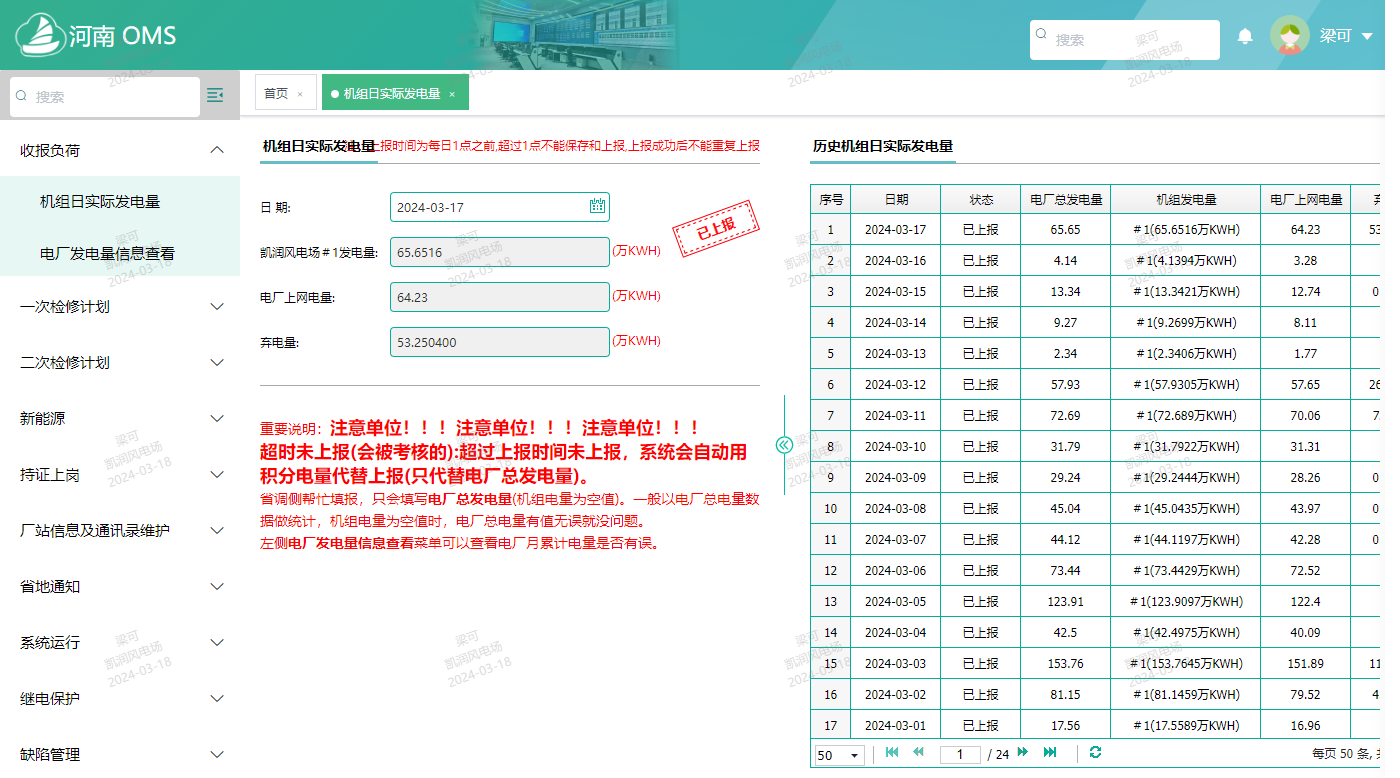 河南 OMS
搜索
梁可
搜索
首页 ×
机组日实际发电量 ×
收报负荷
机组日实际发电量
电厂发电量信息查看
一次检修计划
二次检修计划
新能源
持证上岗
厂站信息及通讯录维护
省地通知
系统运行
继电保护
缺陷管理
机组日实际发电量
上报时间为每日1点之前,超过1点不能保存和上报,上报成功后不能重复上报
日 期: 2024-03-17
已上报
凯润风电场＃1发电量: 65.6516 (万KWH)
电厂上网电量: 64.23 (万KWH)
弃电量: 53.250400 (万KWH)
重要说明：注意单位！！！注意单位！！！注意单位！！！
超时未上报(会被考核的):超过上报时间未上报，系统会自动用
积分电量代替上报(只代替电厂总发电量)。
省调侧帮忙填报，只会填写电厂总发电量(机组电量为空值)。一般以电厂总电量数
据做统计，机组电量为空值时，电厂总电量有值无误就没问题。
左侧电厂发电量信息查看菜单可以查看电厂月累计电量是否有误。
历史机组日实际发电量
序号 日期 状态 电厂总发电量 机组发电量 电厂上网电量
1 2024-03-17 已上报 65.65 ＃1(65.6516万KWH) 64.23 53
2 2024-03-16 已上报 4.14 ＃1(4.1394万KWH) 3.28
3 2024-03-15 已上报 13.34 ＃1(13.3421万KWH) 12.74 0
4 2024-03-14 已上报 9.27 ＃1(9.2699万KWH) 8.11
5 2024-03-13 已上报 2.34 ＃1(2.3406万KWH) 1.77
6 2024-03-12 已上报 57.93 ＃1(57.9305万KWH) 57.65 26
7 2024-03-11 已上报 72.69 ＃1(72.689万KWH) 70.06 7
8 2024-03-10 已上报 31.79 ＃1(31.7922万KWH) 31.31
9 2024-03-09 已上报 29.24 ＃1(29.2444万KWH) 28.26 0
10 2024-03-08 已上报 45.04 ＃1(45.0435万KWH) 43.97 0
11 2024-03-07 已上报 44.12 ＃1(44.1197万KWH) 42.28 0
12 2024-03-06 已上报 73.44 ＃1(73.4429万KWH) 72.52
13 2024-03-05 已上报 123.91 ＃1(123.9097万KWH) 122.4
14 2024-03-04 已上报 42.5 ＃1(42.4975万KWH) 40.09
15 2024-03-03 已上报 153.76 ＃1(153.7645万KWH) 151.89 11
16 2024-03-02 已上报 81.15 ＃1(81.1459万KWH) 79.52 4
17 2024-03-01 已上报 17.56 ＃1(17.5589万KWH) 16.96
50 1 / 24 每页 50 条,
梁可
凯润风电场
2024-03-18